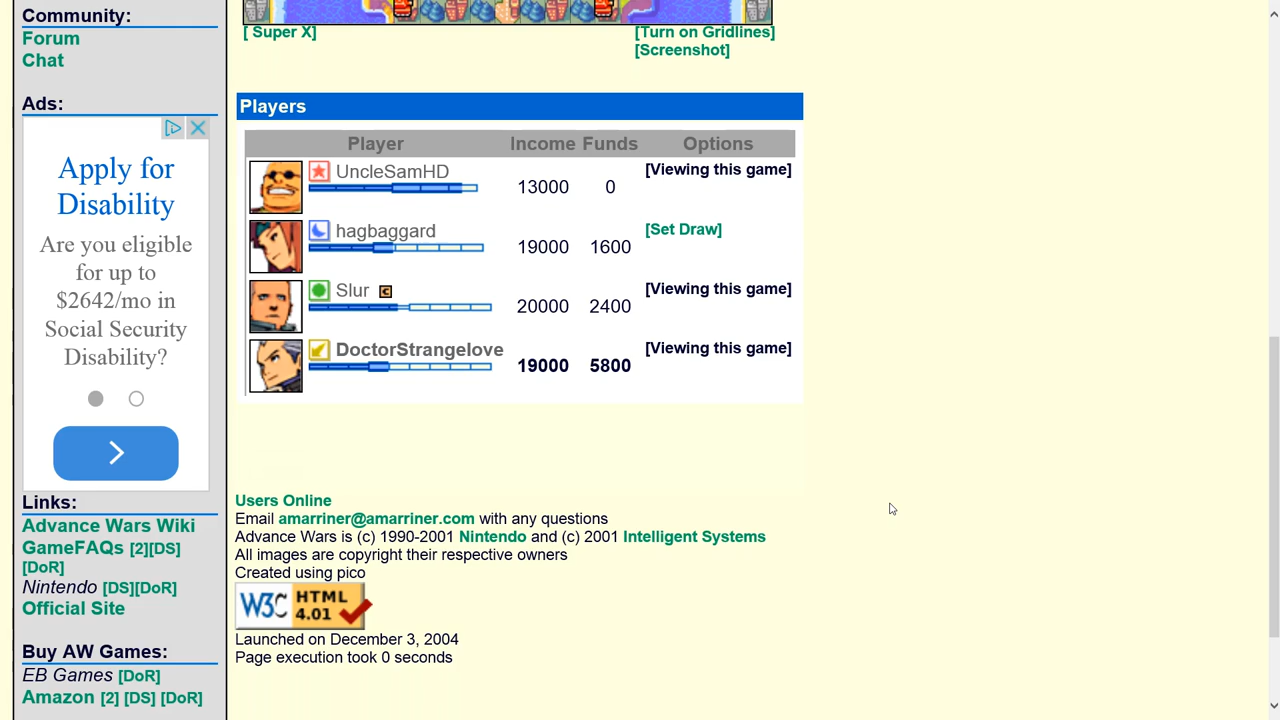 Community:
Forum
Chat
Ads:
Apply for
Disability
Are you eligible
for up to
$2642/mo in
Social Security
Disability?
Links:
Advance Wars Wiki
GameFAQs [2][DS]
[DoR]
Nintendo [DS][DoR]
Official Site
Buy AW Games:
EB Games [DoR]
Amazon [2] [DS] [DoR]
[ Super X]
[Turn on Gridlines]
[Screenshot]
Players
Player Income Funds Options
UncleSamHD 13000 0 [Viewing this game]
hagbaggard 19000 1600 [Set Draw]
Slur C 20000 2400 [Viewing this game]
DoctorStrangelove 19000 5800 [Viewing this game]
Users Online
Email amarriner@amarriner.com with any questions
Advance Wars is (c) 1990-2001 Nintendo and (c) 2001 Intelligent Systems
All images are copyright their respective owners
Created using pico
W3C HTML 4.01
Launched on December 3, 2004
Page execution took 0 seconds